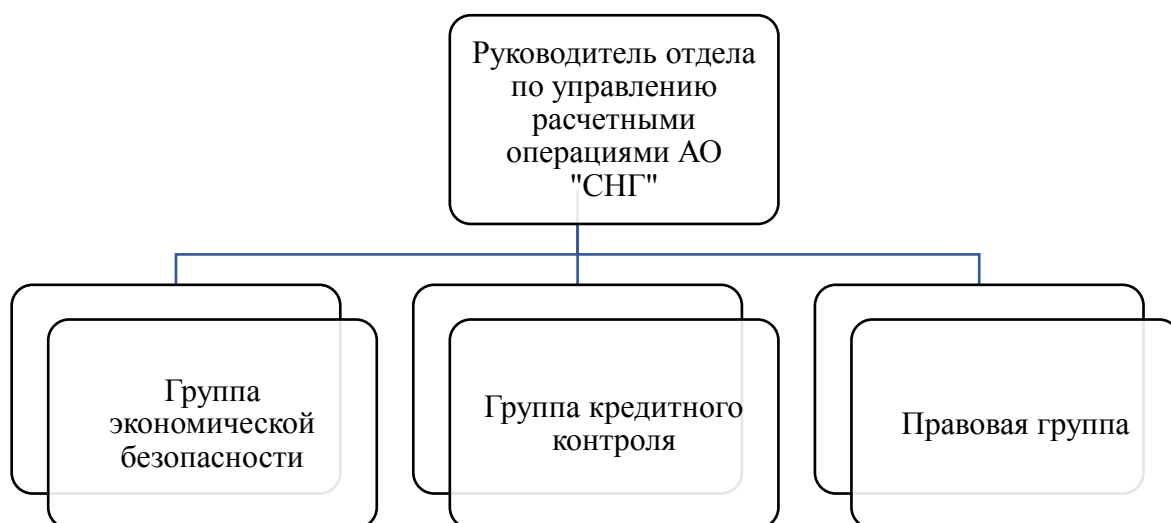 Руководитель отдела
по управлению
расчетными
операциями АО
"СНГ"
Группа
экономической
безопасности
Группа кредитного
контроля
Правовая группа